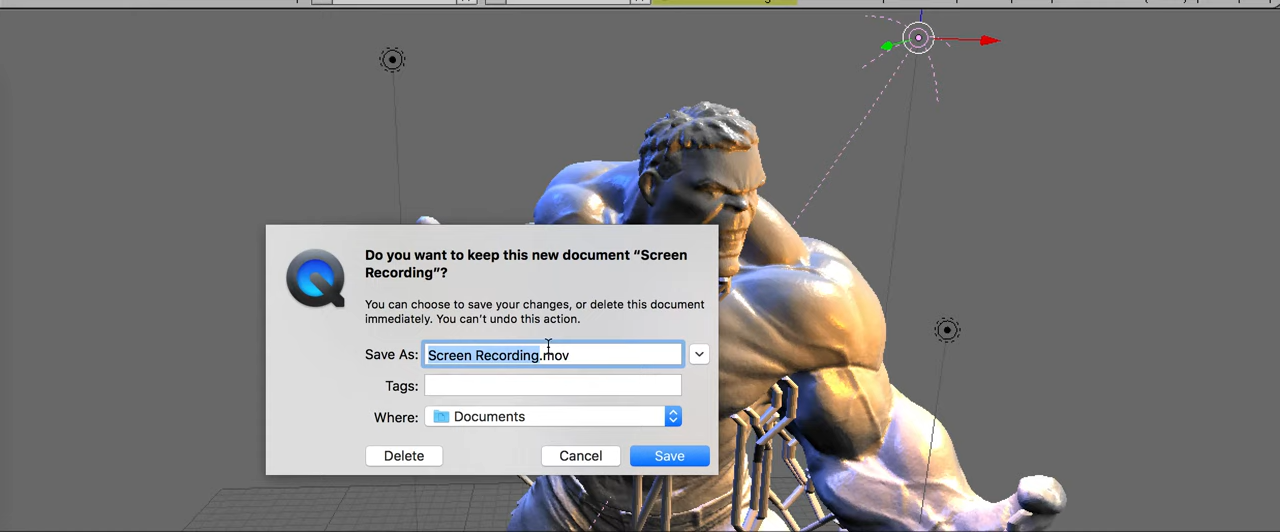 Do you want to keep this new document “Screen
Recording”?
You can choose to save your changes, or delete this document
immediately. You can’t undo this action.
Save As: Screen Recording.mov
Tags:
Where: Documents
Delete Cancel Save